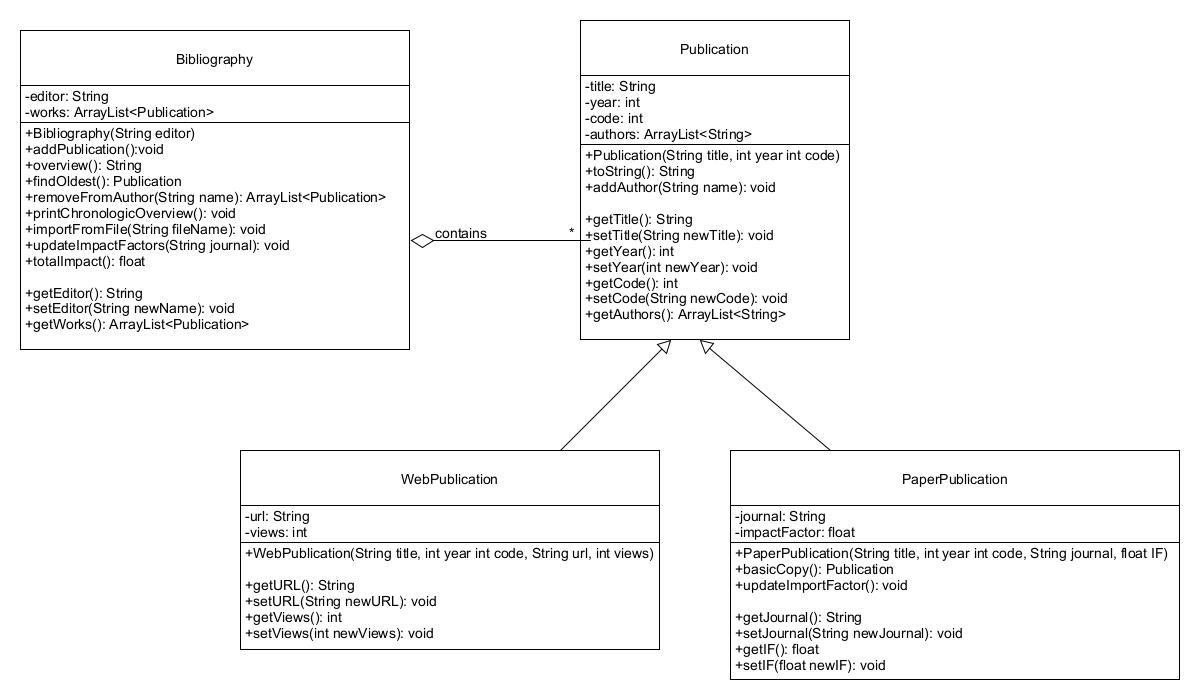 Bibliography
-editor: String
-works: ArrayList<Publication>
+Bibliography(String editor)
+addPublication():void
+overview(): String
+findOldest(): Publication
+removeFromAuthor(String name): ArrayList<Publication>
+printChronologicOverview(): void
+importFromFile(String fileName): void
+updateImpactFactors(String journal): void
+totalImpact(): float
+getEditor(): String
+setEditor(String newName): void
+getWorks(): ArrayList<Publication>
contains
*
Publication
-title: String
-year: int
-code: int
-authors: ArrayList<String>
+Publication(String title, int year int code)
+toString(): String
+addAuthor(String name): void
+getTitle(): String
+setTitle(String newTitle): void
+getYear(): int
+setYear(int newYear): void
+getCode(): int
+setCode(String newCode): void
+getAuthors(): ArrayList<String>
WebPublication
-url: String
-views: int
+WebPublication(String title, int year int code, String url, int views)
+getURL(): String
+setURL(String newURL): void
+getViews(): int
+setViews(int newViews): void
PaperPublication
-journal: String
-impactFactor: float
+PaperPublication(String title, int year int code, String journal, float IF)
+basicCopy(): Publication
+updateImportFactor(): void
+getJournal(): String
+setJournal(String newJournal): void
+getIF(): float
+setIF(float newIF): void